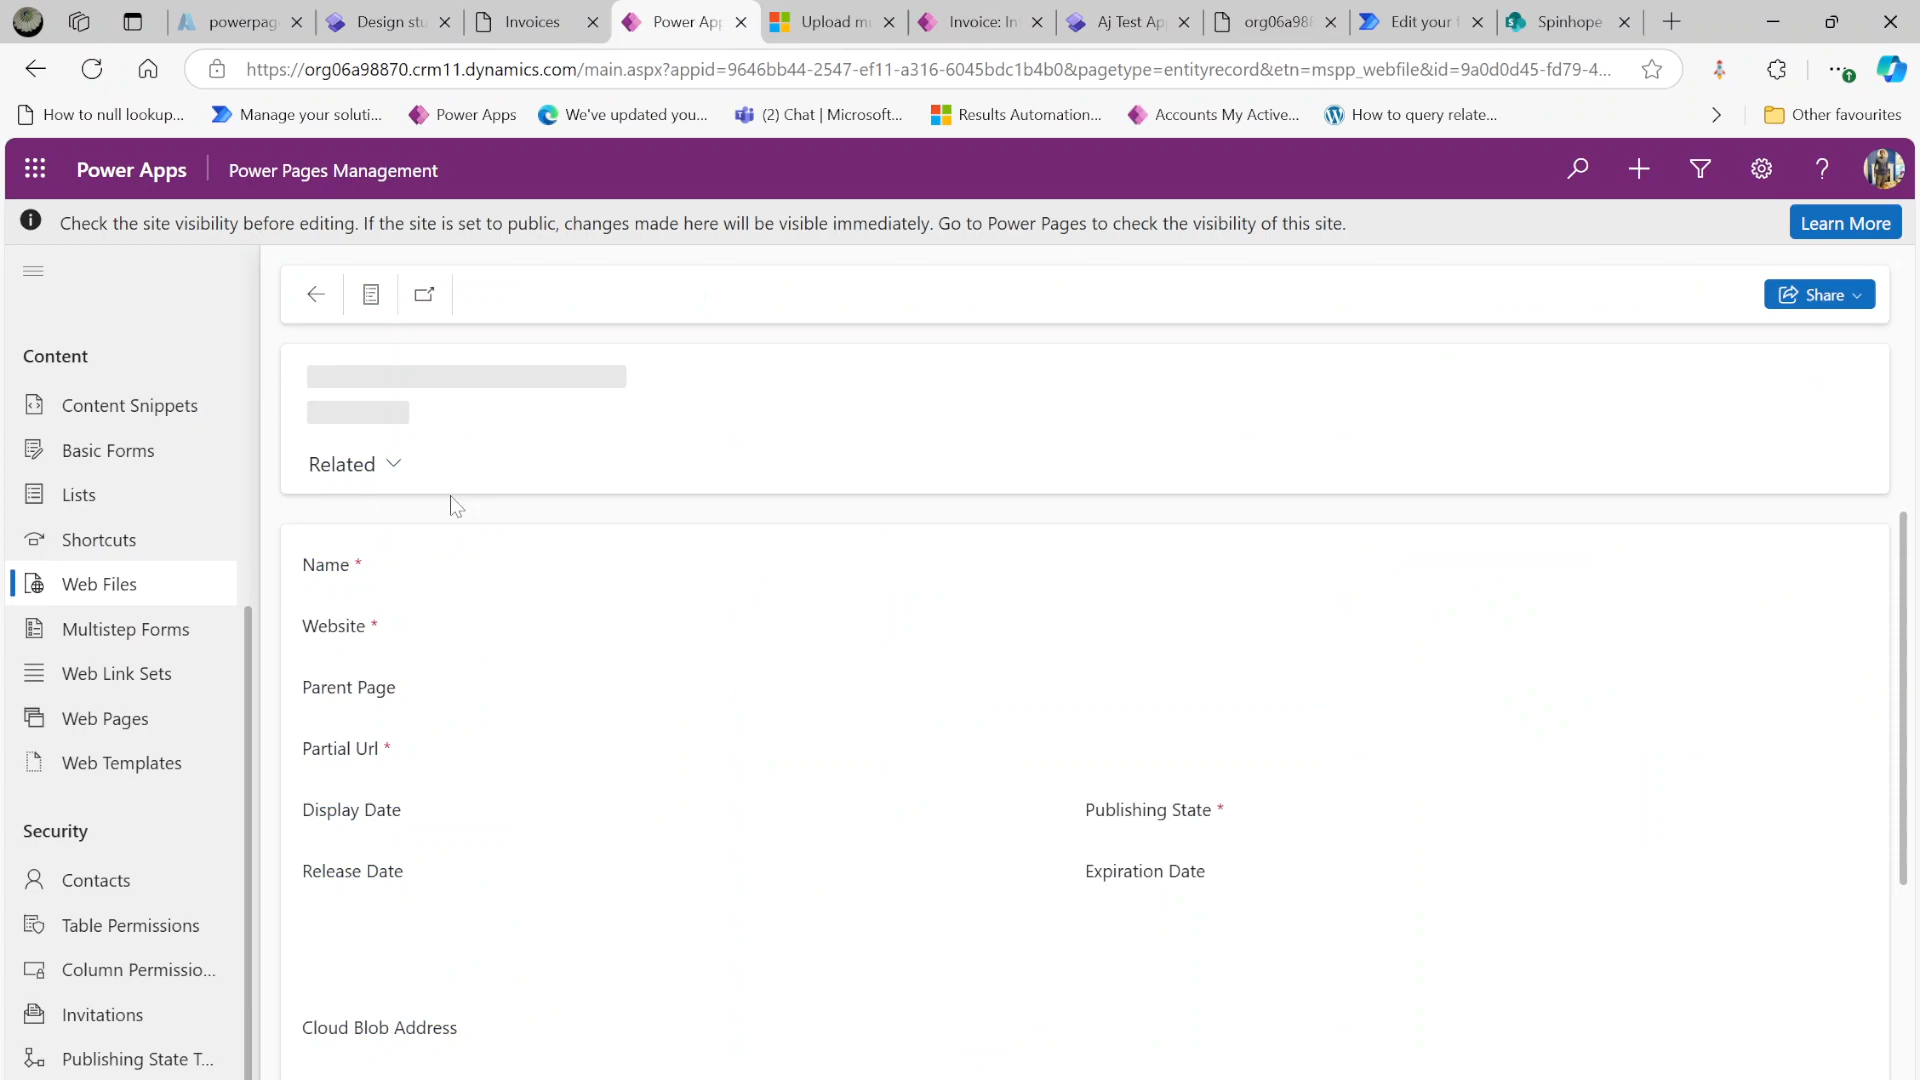 powerpag
Design stu
Invoices
Power App
Upload mu
Invoice: In
Aj Test App
org06a988
Edit your f
Spinhope
https://org06a98870.crm11.dynamics.com/main.aspx?appid=9646bb44-2547-ef11-a316-6045bdc1b4b0&pagetype=entityrecord&etn=mspp_webfile&id=9a0d0d45-fd79-4...
How to null lookup...
Manage your soluti...
Power Apps
We've updated you...
(2) Chat | Microsoft...
Results Automation...
Accounts My Active...
How to query relate...
Other favourites
Power Apps
Power Pages Management
Check the site visibility before editing. If the site is set to public, changes made here will be visible immediately. Go to Power Pages to check the visibility of this site.
Learn More
Share
Content
Content Snippets
Basic Forms
Lists
Shortcuts
Web Files
Multistep Forms
Web Link Sets
Web Pages
Web Templates
Security
Contacts
Table Permissions
Column Permissio...
Invitations
Publishing State T...
Related
Name *
Website *
Parent Page
Partial Url *
Display Date
Publishing State *
Release Date
Expiration Date
Cloud Blob Address